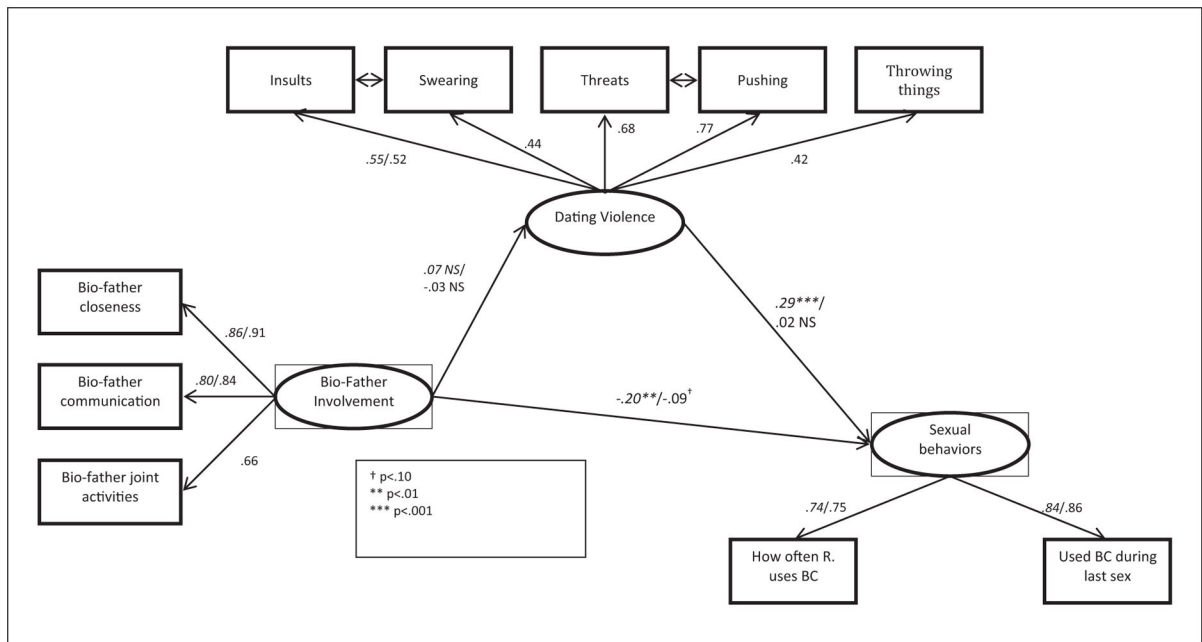 Insults
Swearing
Threats
Pushing
Throwing
things
.55/.52
.44
.68
.77
.42
Dating Violence
.07 NS/
-.03 NS
.29***/
.02 NS
Bio-father
closeness
Bio-father
communication
Bio-father joint
activities
.86/.91
.80/.84
.66
Bio-Father
Involvement
-.20**/-.09†
Sexual
behaviors
† p<.10
** p<.01
*** p<.001
.74/.75
.84/.86
How often R.
uses BC
Used BC during
last sex